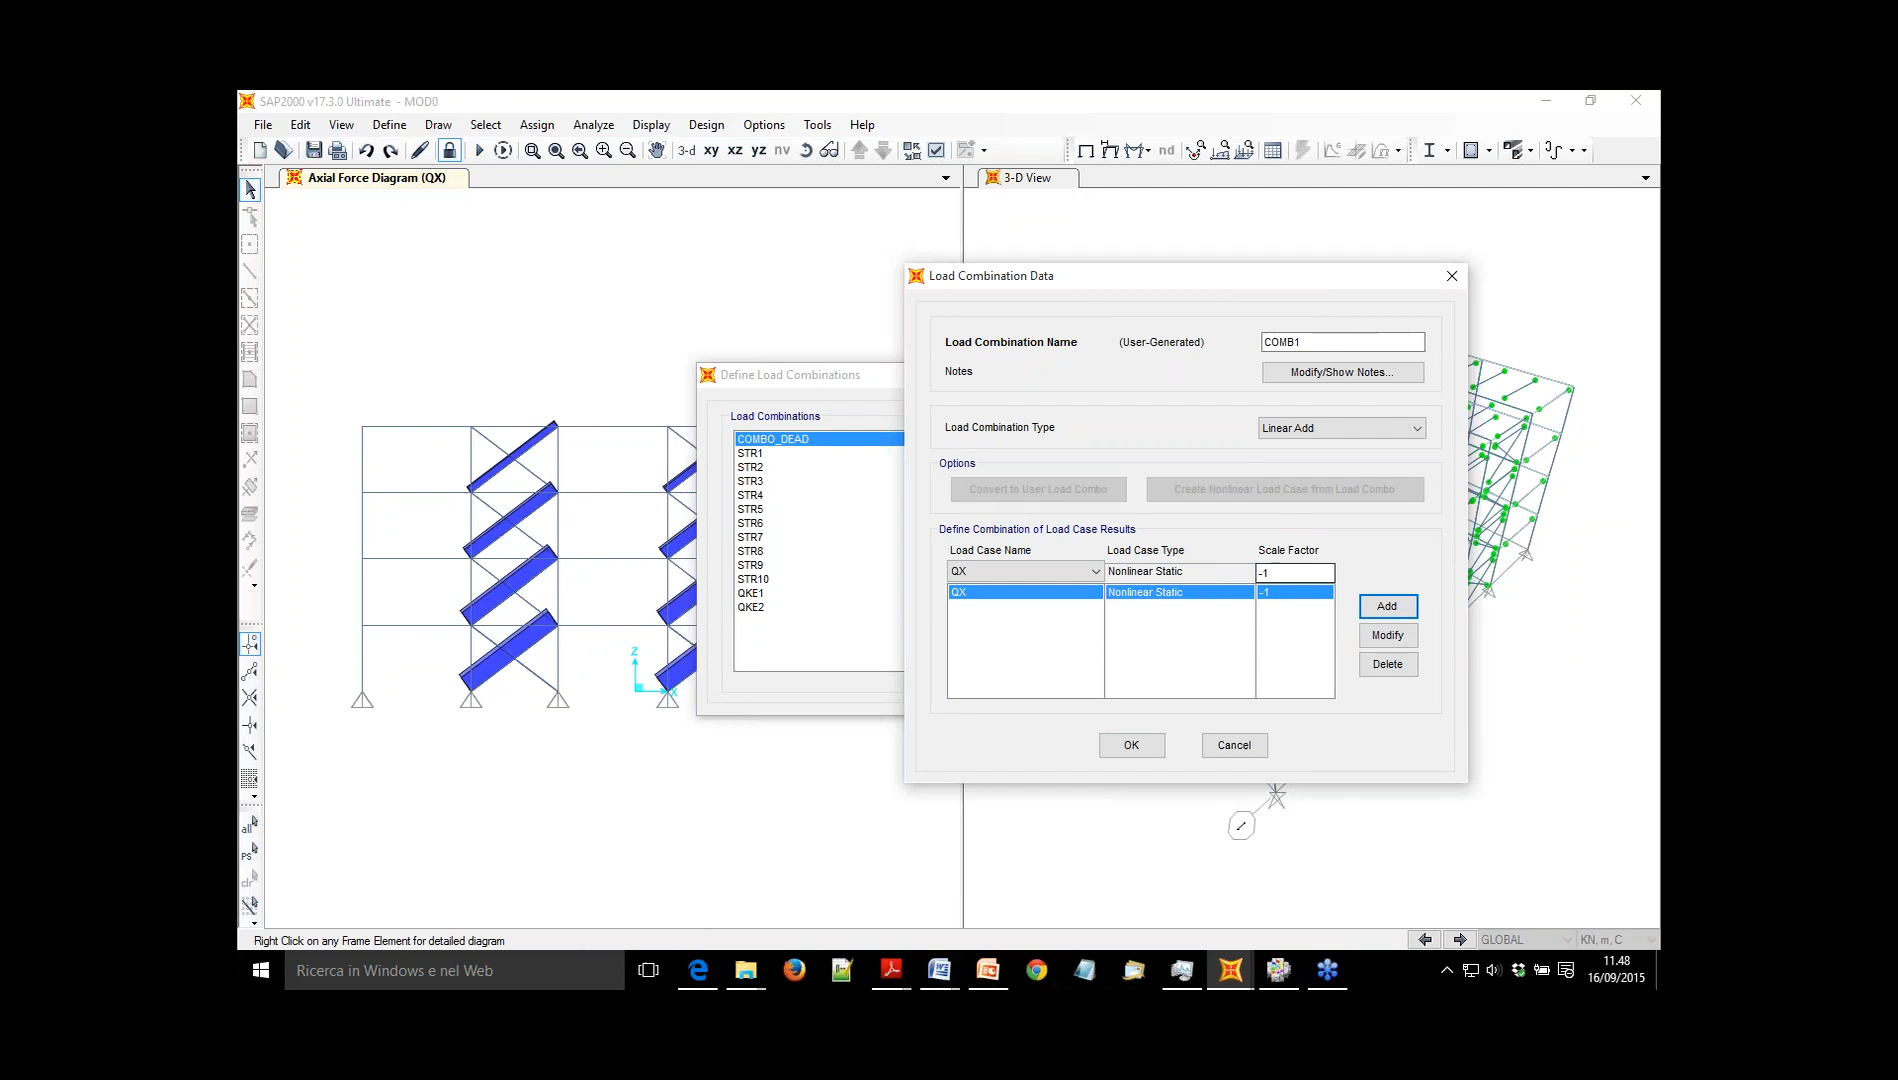 SAP2000 v17.3.0 Ultimate - MOD0
File Edit View Define Draw Select Assign Analyze Display Design Options Tools Help
3-d xy xz yz nv nd
Axial Force Diagram (QX)
3-D View
Load Combination Data
Load Combination Name (User-Generated) COMB1
Notes Modify/Show Notes...
Load Combination Type Linear Add
Options
Convert to User Load Combo Create Nonlinear Load Case from Load Combo
Define Combination of Load Case Results
Load Case Name Load Case Type Scale Factor
QX Nonlinear Static -1
QX Nonlinear Static -1
Add
Modify
Delete
OK Cancel
Define Load Combinations
Load Combinations
COMBO_DEAD
STR1
STR2
STR3
STR4
STR5
STR6
STR7
STR8
STR9
STR10
QKE1
QKE2
Z
X
all
PS
clr
Right Click on any Frame Element for detailed diagram
GLOBAL KN, m, C
Ricerca in Windows e nel Web
11.48
16/09/2015